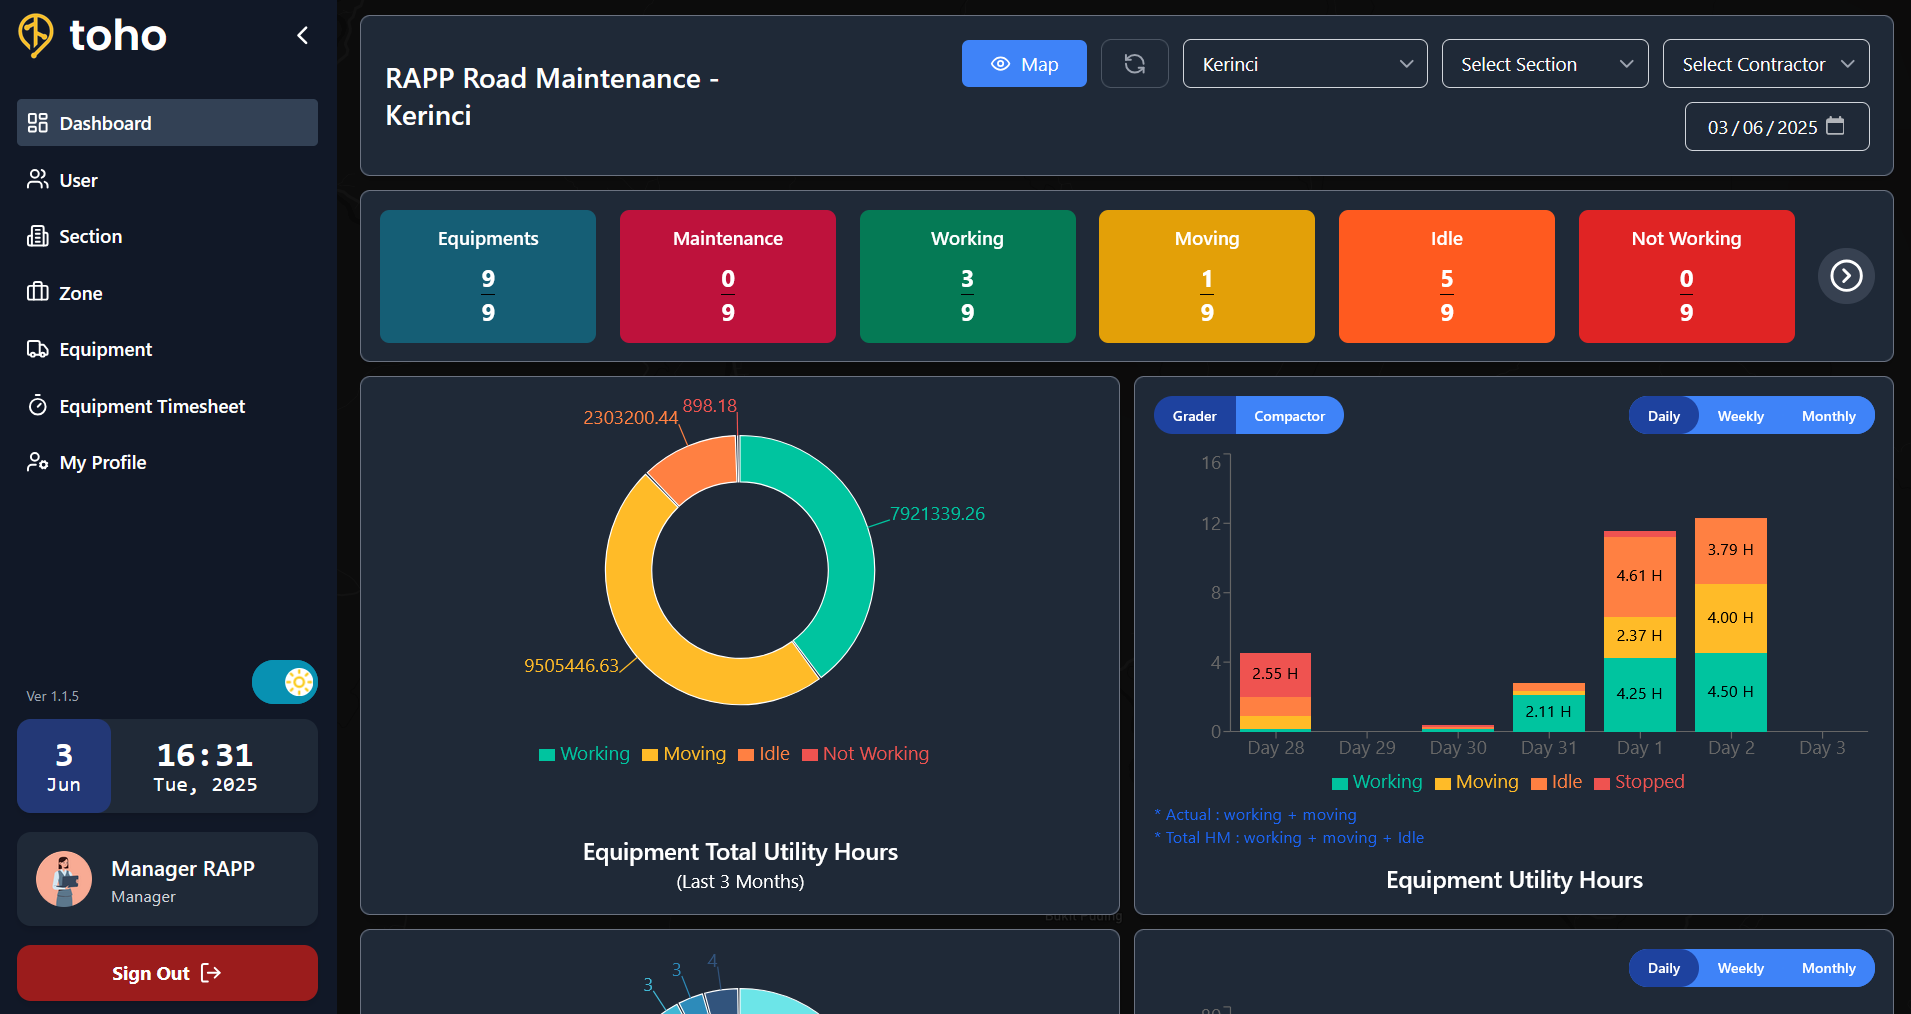 toho
Dashboard
User
Section
Zone
Equipment
Equipment Timesheet
My Profile
Ver 1.1.5
3
Jun
16:31
Tue, 2025
Manager RAPP
Manager
Sign Out
RAPP Road Maintenance -
Kerinci
Map
Kerinci
Select Section
Select Contractor
03 / 06 / 2025
Equipments
9
9
Maintenance
0
9
Working
3
9
Moving
1
9
Idle
5
9
Not Working
0
9
898.18
2303200.44
7921339.26
9505446.63
Working Moving Idle Not Working
Equipment Total Utility Hours
(Last 3 Months)
Grader Compactor
Daily Weekly Monthly
16
12
8
4
0
2.55 H
2.11 H
4.61 H
2.37 H
4.25 H
3.79 H
4.00 H
4.50 H
Day 28 Day 29 Day 30 Day 31 Day 1 Day 2 Day 3
Working Moving Idle Stopped
* Actual : working + moving
* Total HM : working + moving + Idle
Equipment Utility Hours
4
3
3
Daily Weekly Monthly